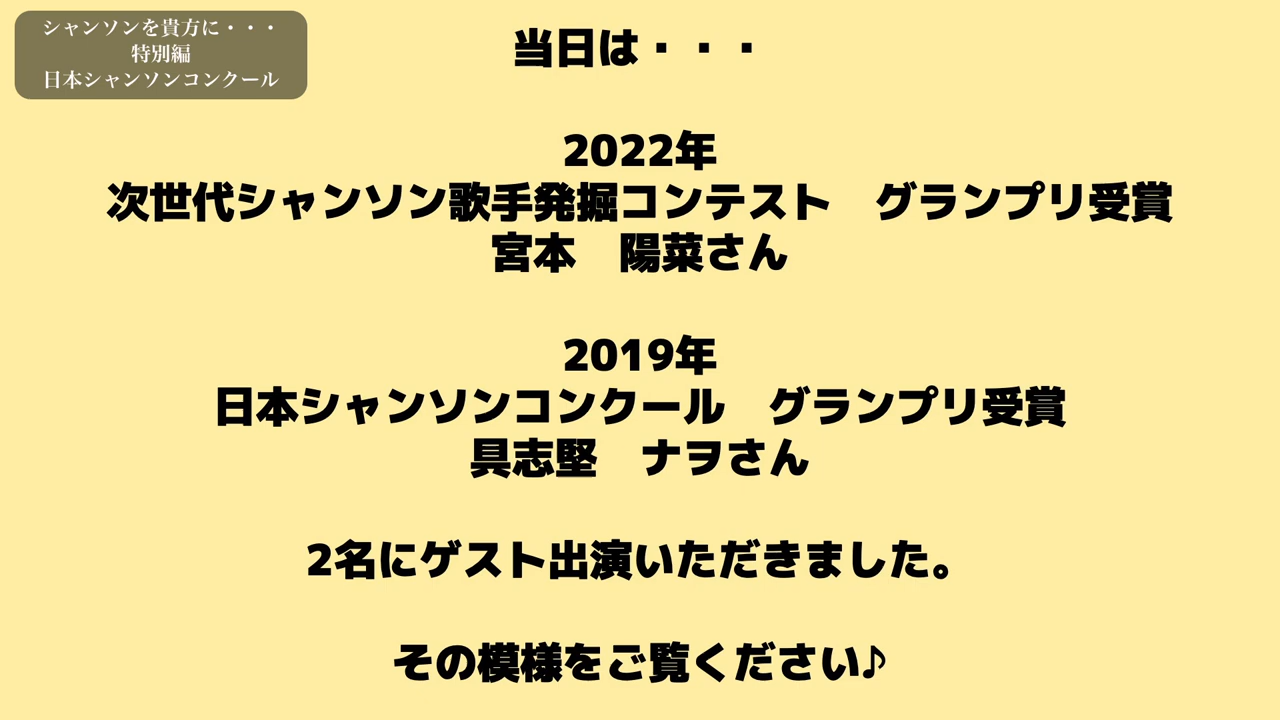 シャンソンを貴方に・・・
特別編
日本シャンソンコンクール
当日は・・・
2022年
次世代シャンソン歌手発掘コンテスト　グランプリ受賞
宮本　陽菜さん
2019年
日本シャンソンコンクール　グランプリ受賞
具志堅　ナヲさん
2名にゲスト出演いただきました。
その模様をご覧ください♪